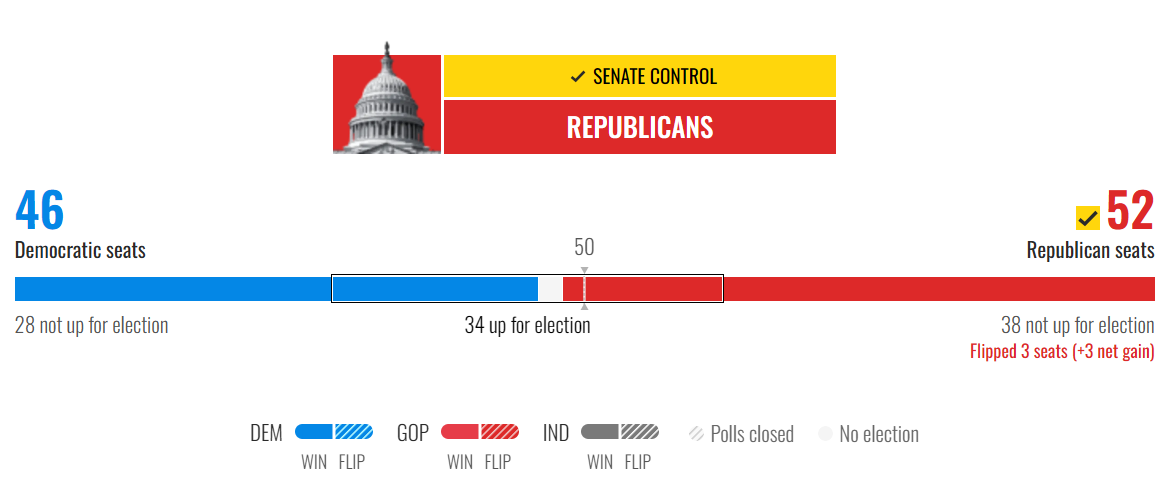 SENATE CONTROL
REPUBLICANS
46
52
Democratic seats
50
Republican seats
28 not up for election
34 up for election
38 not up for election
Flipped 3 seats (+3 net gain)
DEM GOP IND Polls closed No election
WIN FLIP WIN FLIP WIN FLIP